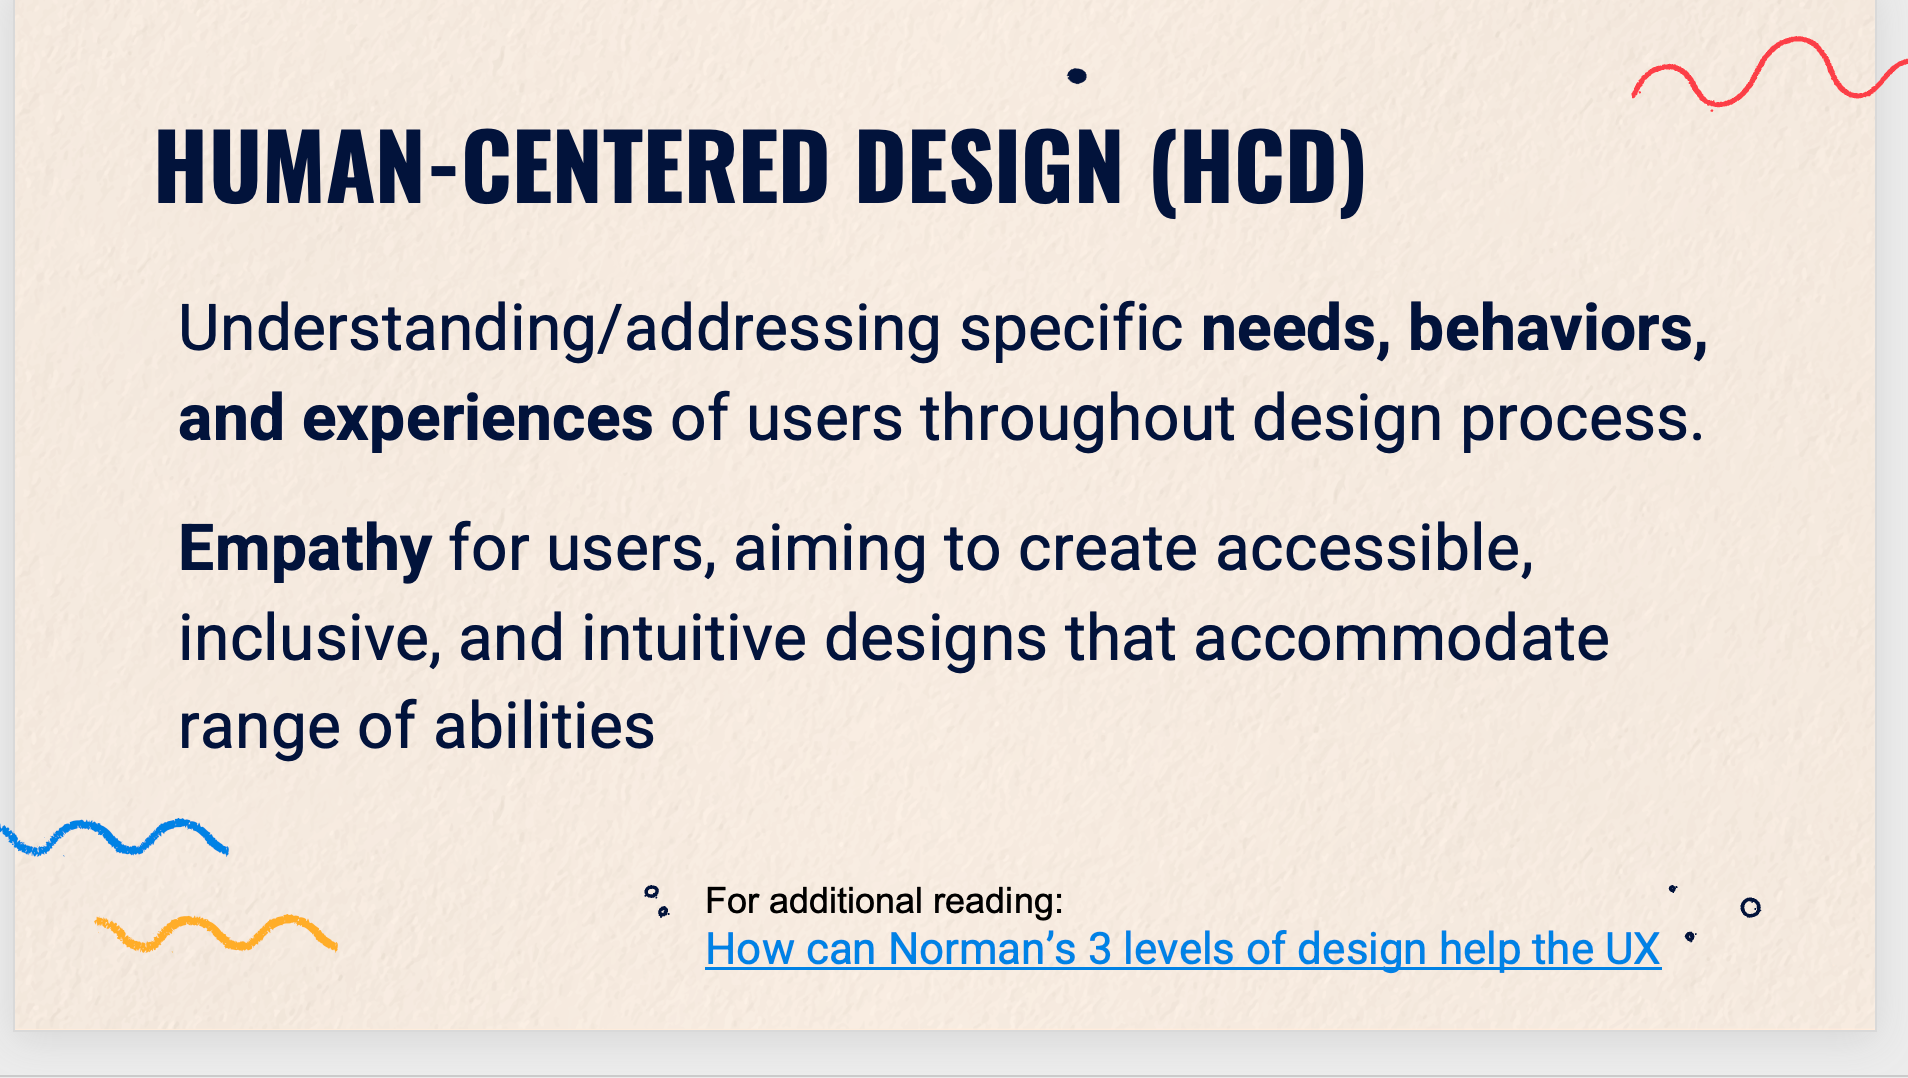 HUMAN-CENTERED DESIGN (HCD)
Understanding/addressing specific needs, behaviors,
and experiences of users throughout design process.
Empathy for users, aiming to create accessible,
inclusive, and intuitive designs that accommodate
range of abilities
For additional reading:
How can Norman’s 3 levels of design help the UX